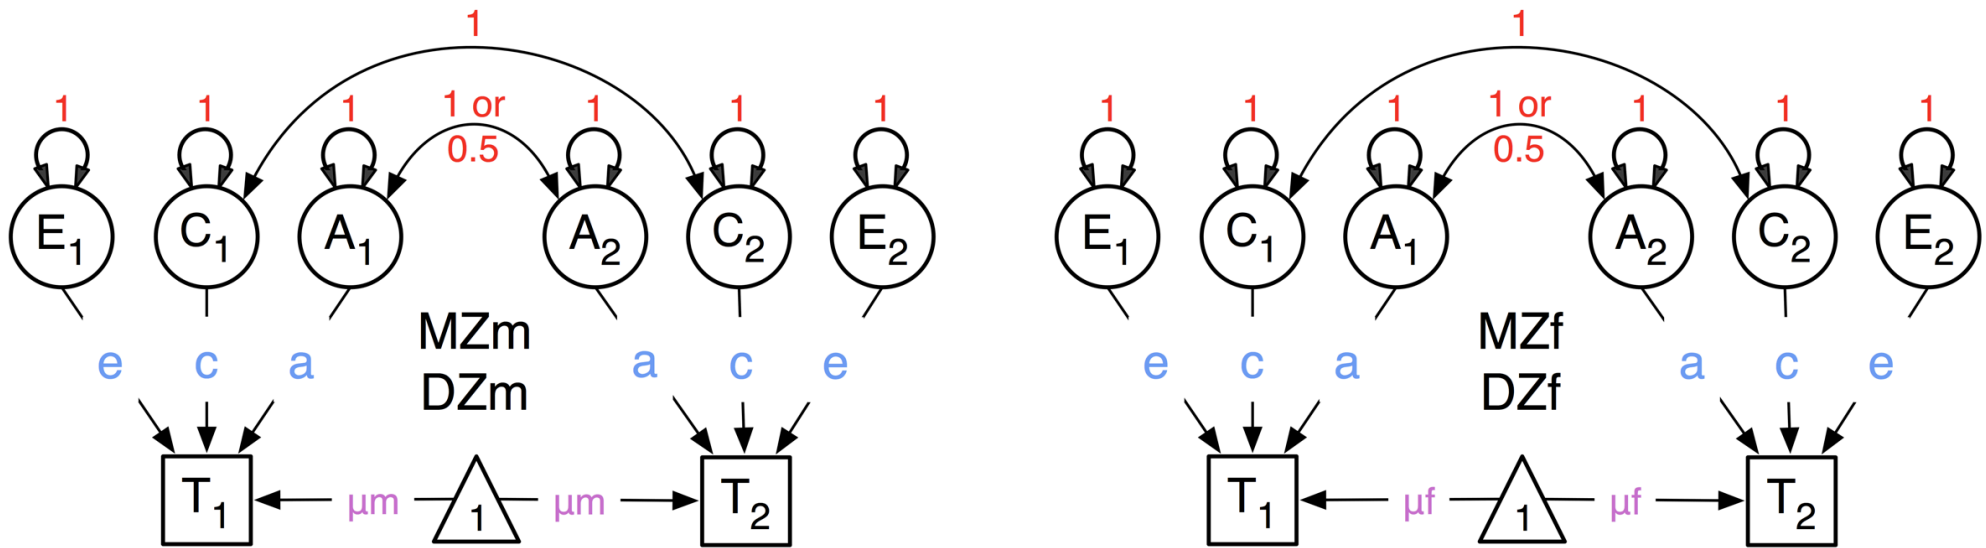 1 1
1 1 1 1 or 1 1 1 1 1 1 1 or 1 1 1
0.5 0.5
E1 C1 A1 A2 C2 E2 E1 C1 A1 A2 C2 E2
MZm MZf
e c a a c e e c a a c e
DZm DZf
T1 µm 1 µm T2 T1 µf 1 µf T2